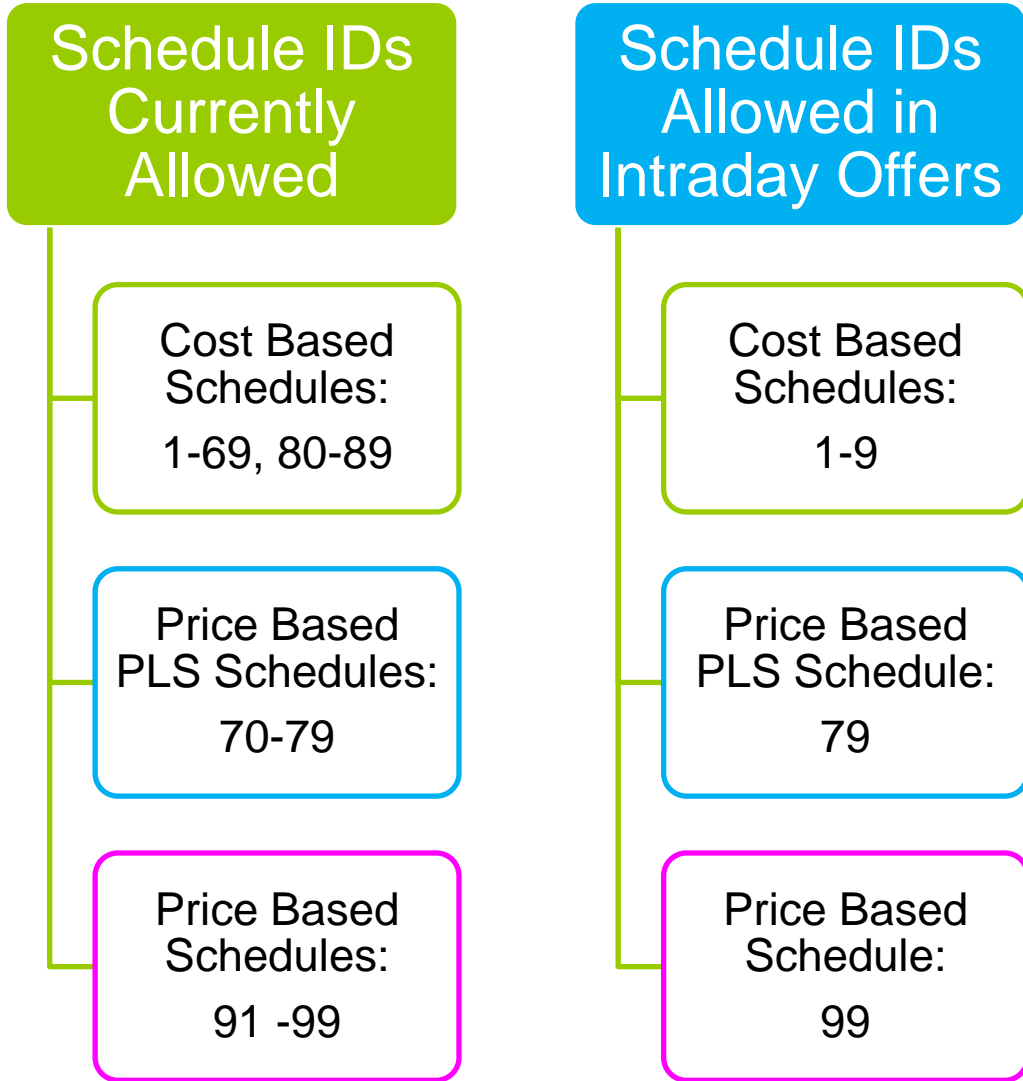 Schedule IDs
Currently
Allowed
Cost Based
Schedules:
1-69, 80-89
Price Based
PLS Schedules:
70-79
Price Based
Schedules:
91 -99
Schedule IDs
Allowed in
Intraday Offers
Cost Based
Schedules:
1-9
Price Based
PLS Schedule:
79
Price Based
Schedule:
99